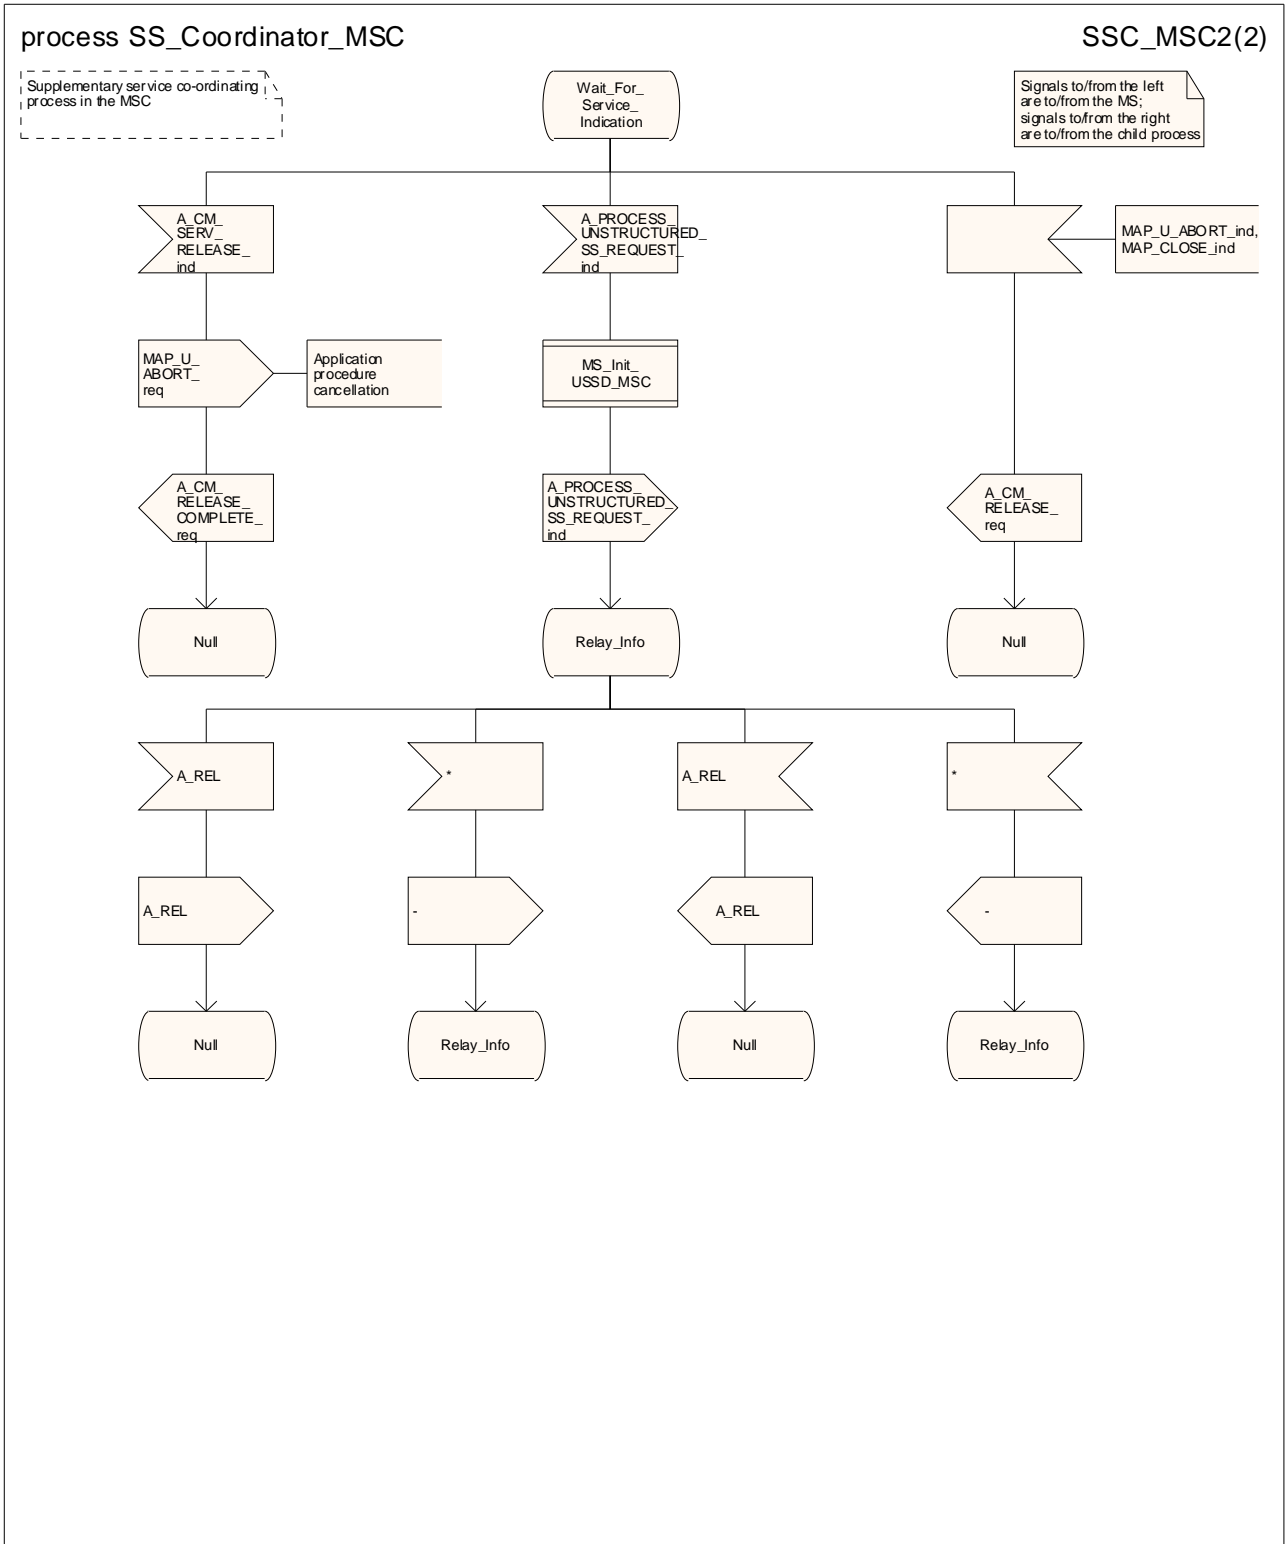 process SS_Coordinator_MSC
SSC_MSC2(2)
Supplementary service co-ordinating
process in the MSC
Wait_For_
Service_
Indication
Signals to/from the left
are to/from the MS;
signals to/from the right
are to/from the child process
A_CM_
SERV_
RELEASE_
ind
A_PROCESS_
UNSTRUCTURED_
SS_REQUEST_
ind
MAP_U_ABORT_ind,
MAP_CLOSE_ind
MAP_U_
ABORT_
req
Application
procedure
cancellation
MS_Init_
USSD_MSC
A_CM_
RELEASE_
COMPLETE_
req
A_PROCESS_
UNSTRUCTURED_
SS_REQUEST_
ind
A_CM_
RELEASE_
req
Null
Relay_Info
Null
A_REL
*
A_REL
*
A_REL
-
A_REL
-
Null
Relay_Info
Null
Relay_Info